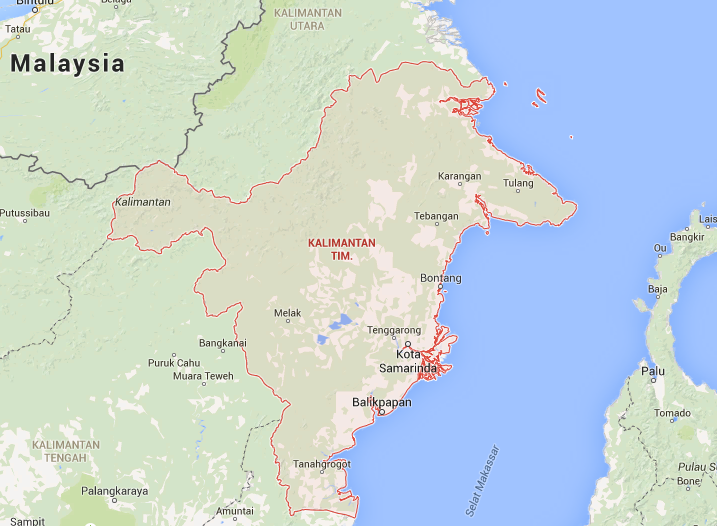 Bintulu
Belaga
Tatau
KALIMANTAN
UTARA
Malaysia
Karangan
Tulang
Kalimantan
Putussibau
Tebangan
Lais
Bangkir
KALIMANTAN
TIM.
Ou
Bontang
Baja
Melak
Tenggarong
Bangkanai
Kota
Samarinda
Puruk Cahu
Muara Teweh
Palu
Balikpapan
Tomado
KALIMANTAN
TENGAH
Tanahgrogot
Pulau S
Bone
Selat Makassar
Palangkaraya
Amuntai
Sampit